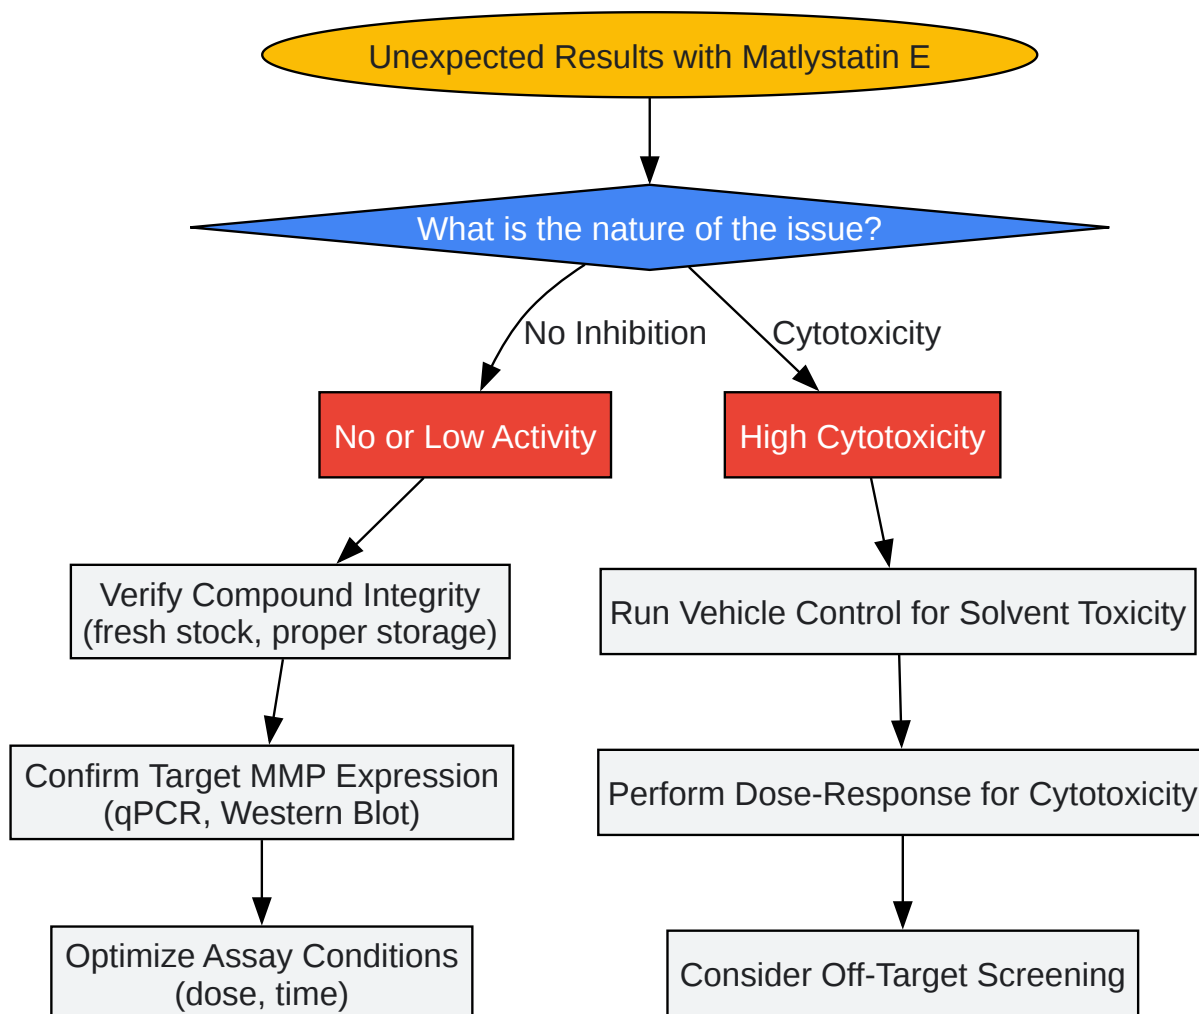 Unexpected Results with Matlystatin E
What is the nature of the issue?
No Inhibition
Cytotoxicity
No or Low Activity
High Cytotoxicity
Verify Compound Integrity
(fresh stock, proper storage)
Run Vehicle Control for Solvent Toxicity
Confirm Target MMP Expression
(qPCR, Western Blot)
Perform Dose-Response for Cytotoxicity
Optimize Assay Conditions
(dose, time)
Consider Off-Target Screening